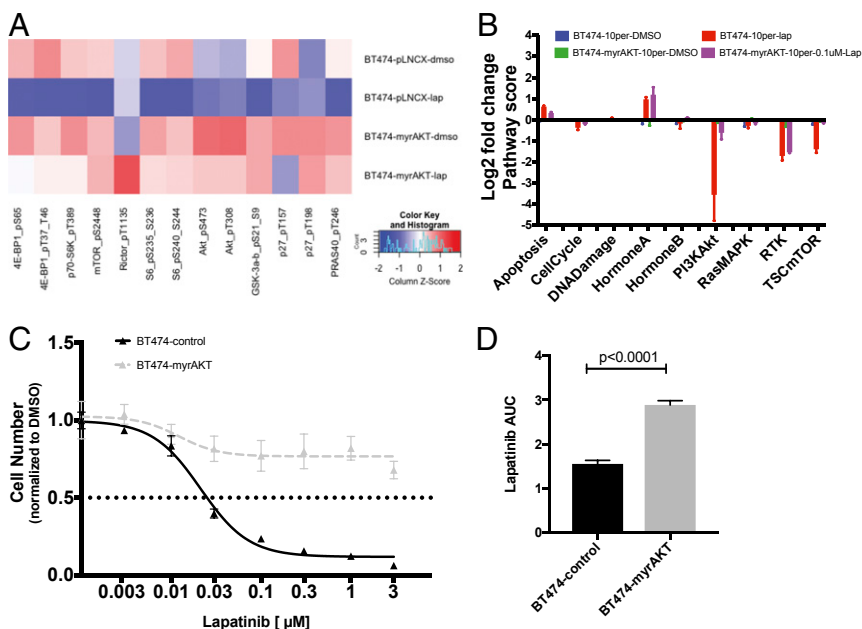 A
BT474-pLNCX-dmso
BT474-pLNCX-lap
BT474-myrAKT-dmso
BT474-myrAKT-lap
4E-BP1_pS65
4E-BP1_pT37_T46
p70-S6K_pT389
mTOR_pS2448
Rictor_pT1135
S6_pS235_S236
S6_pS240_S244
Akt_pS473
Akt_pT308
GSK-3a-b_pS21_S9
p27_pT157
p27_pT198
PRAS40_pT246
Color Key
and Histogram
Count
0 3
-2 -1 0 1 2
Column Z-Score
B
BT474-10per-DMSO
BT474-10per-lap
BT474-myrAKT-10per-DMSO
BT474-myrAKT-10per-0.1uM-Lap
Log2 fold change
Pathway score
4
3
2
1
0
-1
-2
-3
-4
-5
Apoptosis
CellCycle
DNADamage
HormoneA
HormoneB
PI3KAkt
RasMAPK
RTK
TSCmTOR
C
BT474-control
BT474-myrAKT
Cell Number
(normalized to DMSO)
1.5
1.0
0.5
0.0
0.003 0.01 0.03 0.1 0.3 1 3
Lapatinib [ µM]
D
p<0.0001
Lapatinib AUC
4
3
2
1
0
BT474-control
BT474-myrAKT